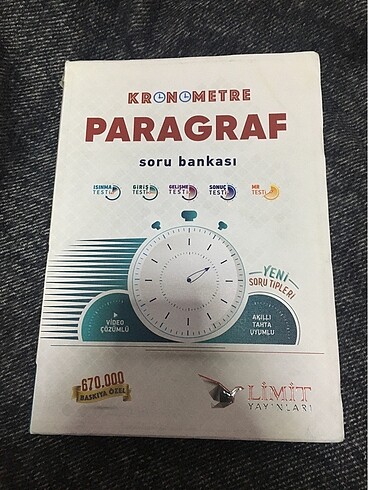 KRONOMETRE
PARAGRAF
soru bankası
ISINMA TESTİ
GİRİŞ TESTİ
GELİŞME TESTİ
SONUÇ TESTİ
MR TESTİ
YENİ
SORU TİPLERİ
VİDEO
ÇÖZÜMLÜ
AKILLI
TAHTA
UYUMLU
670.000
BASKIYA ÖZEL
LİMİT
YAYINLARI